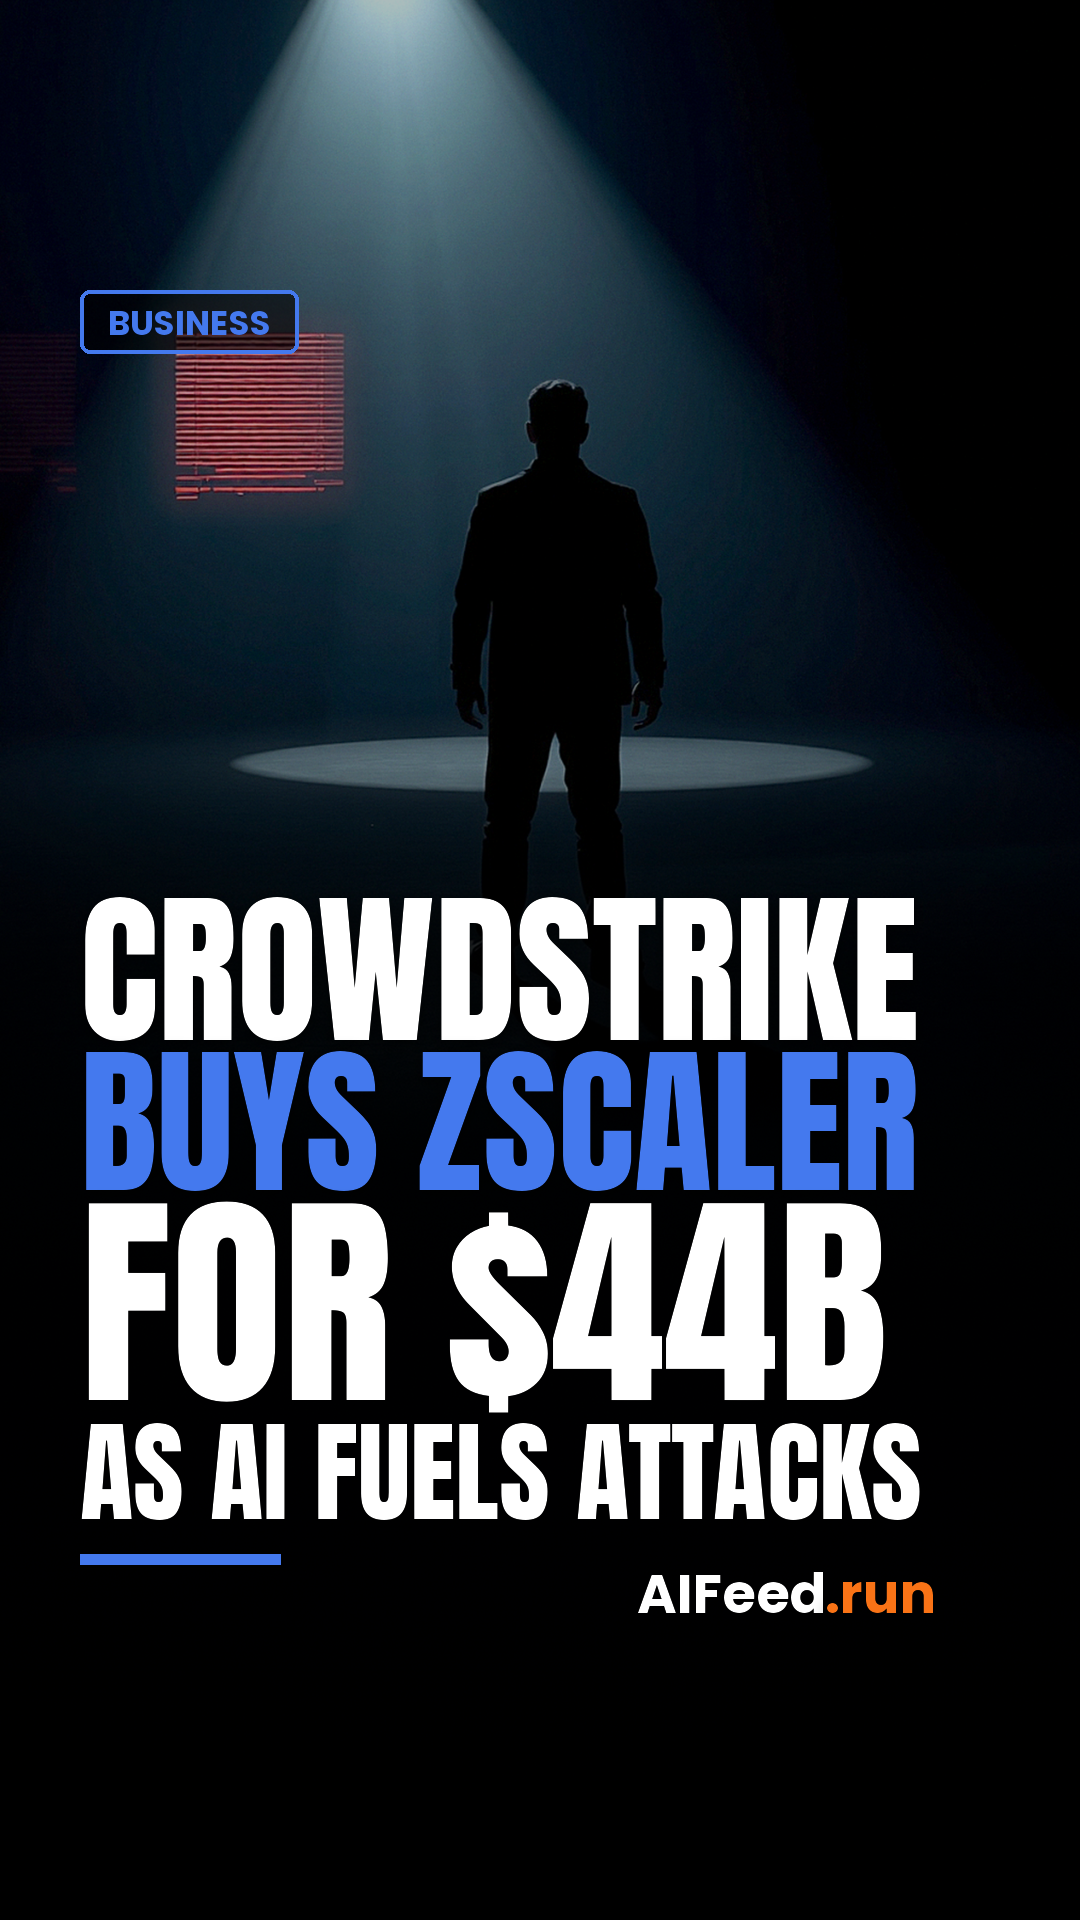 BUSINESS
CROWDSTRIKE
BUYS ZSCALER
FOR $44B
AS AI FUELS ATTACKS
AIFeed.run